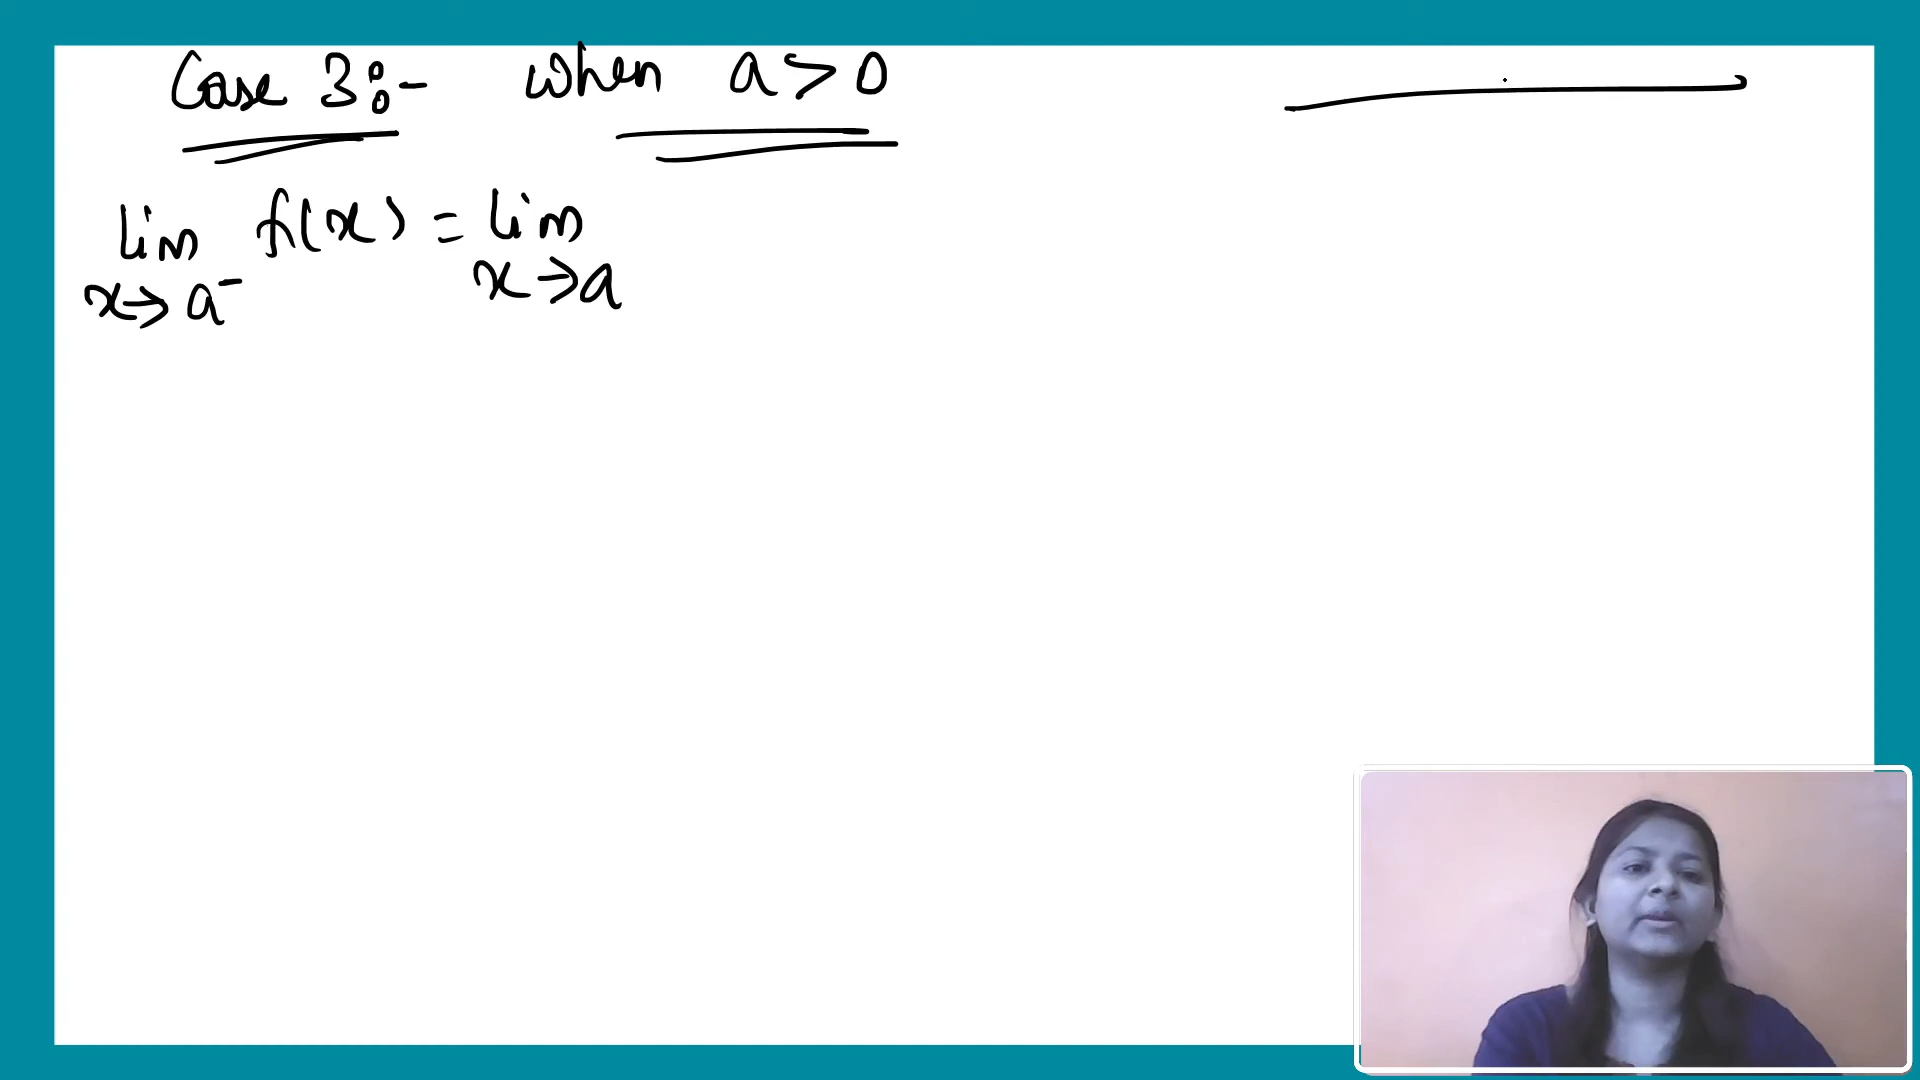 Case 3:- when a > 0
lim f(x) = lim
x→a⁻ x→a